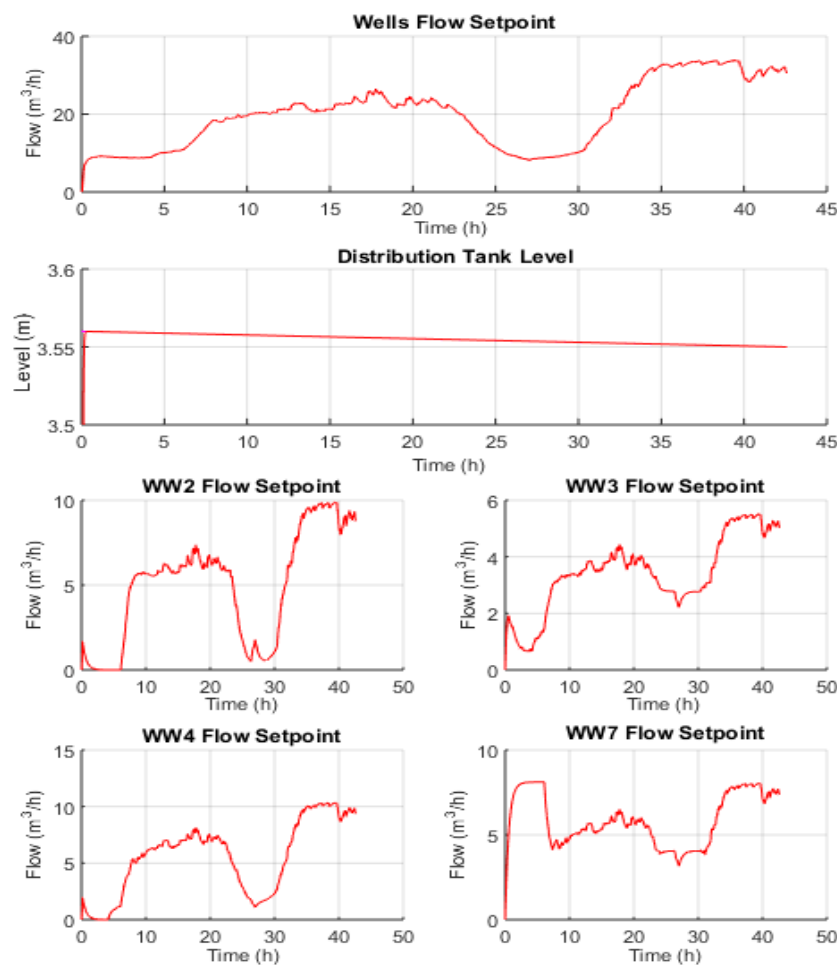 Wells Flow Setpoint
Flow (m³/h)
40
20
0
0 5 10 15 20 25 30 35 40 45
Time (h)
Distribution Tank Level
Level (m)
3.6
3.55
3.5
0 5 10 15 20 25 30 35 40 45
Time (h)
WW2 Flow Setpoint
Flow (m³/h)
10
5
0
0 10 20 30 40 50
Time (h)
WW3 Flow Setpoint
Flow (m³/h)
6
4
2
0
0 10 20 30 40 50
Time (h)
WW4 Flow Setpoint
Flow (m³/h)
15
10
5
0
0 10 20 30 40 50
Time (h)
WW7 Flow Setpoint
Flow (m³/h)
10
5
0
0 10 20 30 40 50
Time (h)